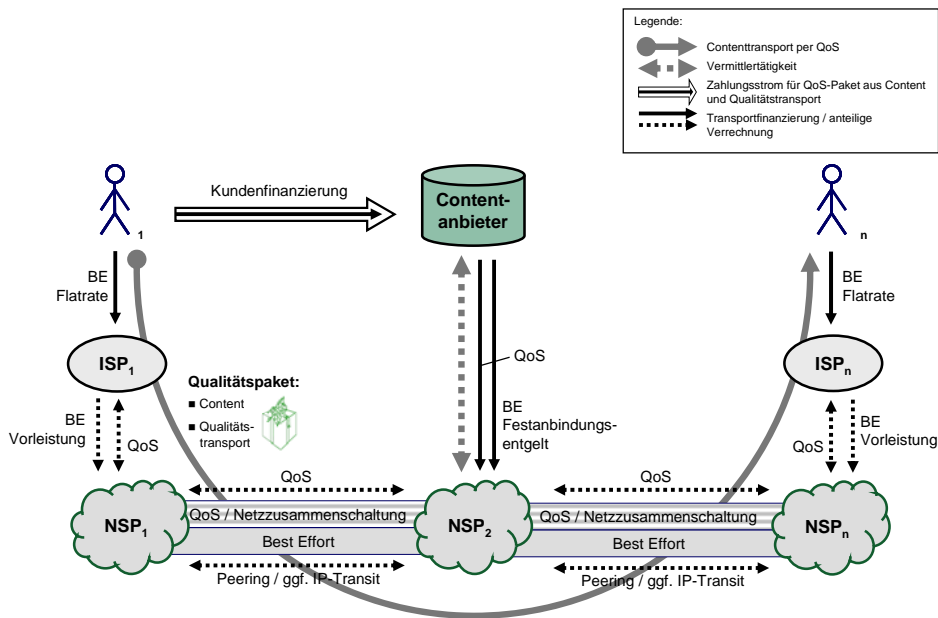 Legende:
Contenttransport per QoS
Vermittlertätigkeit
Zahlungsstrom für QoS-Paket aus Content
und Qualitätstransport
Transportfinanzierung / anteilige
Verrechnung
Kundenfinanzierung
Content-
anbieter
1
n
BE
Flatrate
BE
Flatrate
ISP1
ISPn
QoS
Qualitätspaket:
■ Content
■ Qualitäts-
transport
BE
Vorleistung
QoS
BE
Festanbindungs-
entgelt
QoS
BE
Vorleistung
QoS
QoS
NSP1
QoS / Netzzusammenschaltung
NSP2
QoS / Netzzusammenschaltung
NSPn
Best Effort
Best Effort
Peering / ggf. IP-Transit
Peering / ggf. IP-Transit